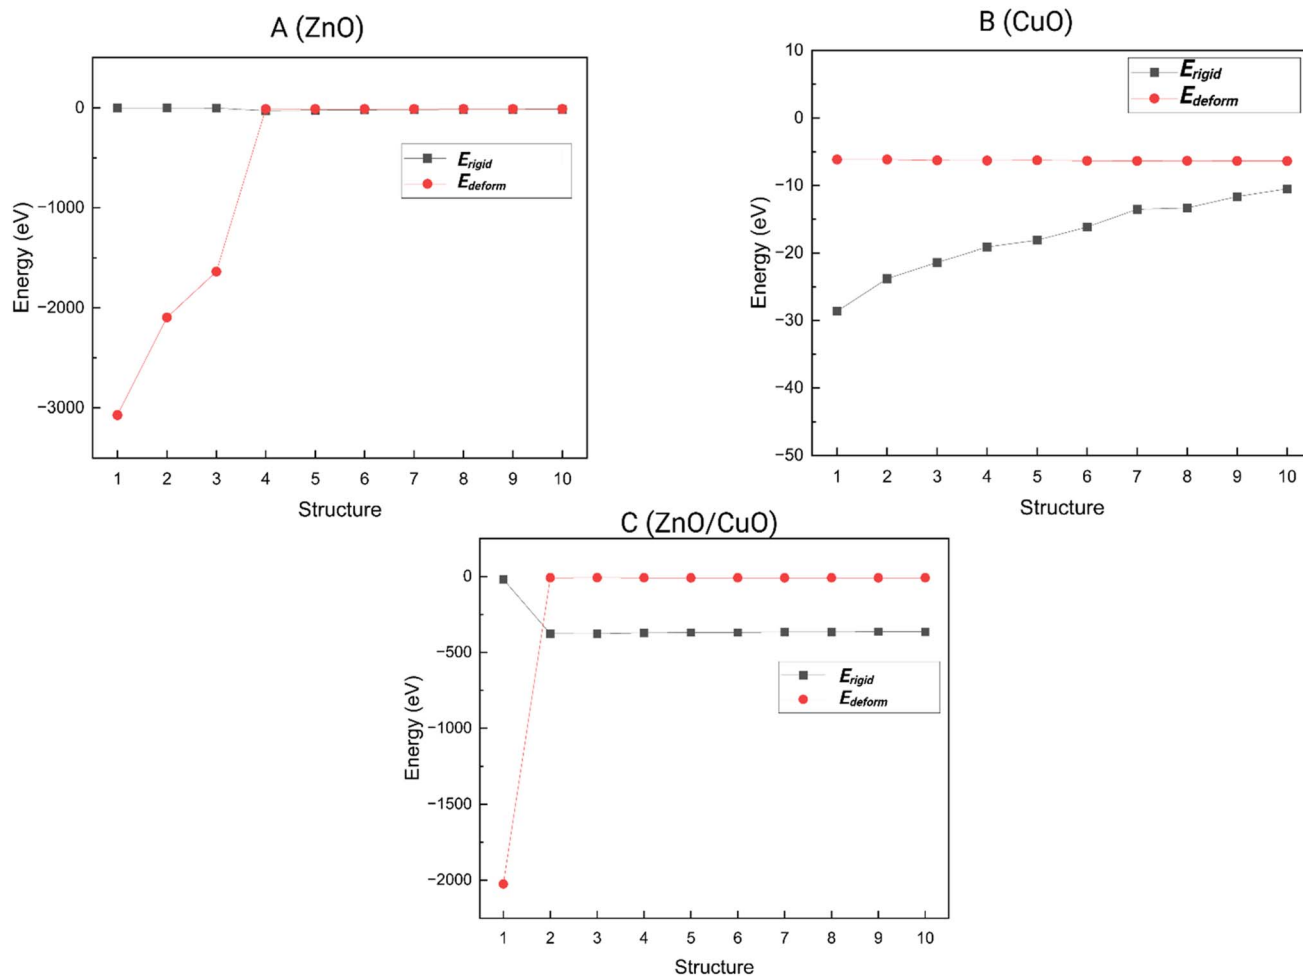 A (ZnO)
0
−1000
−2000
−3000
Energy (eV)
E_rigid
E_deform
1 2 3 4 5 6 7 8 9 10
Structure
B (CuO)
10
0
−10
−20
−30
−40
−50
Energy (eV)
E_rigid
E_deform
1 2 3 4 5 6 7 8 9 10
Structure
C (ZnO/CuO)
0
−500
−1000
−1500
−2000
Energy (eV)
E_rigid
E_deform
1 2 3 4 5 6 7 8 9 10
Structure